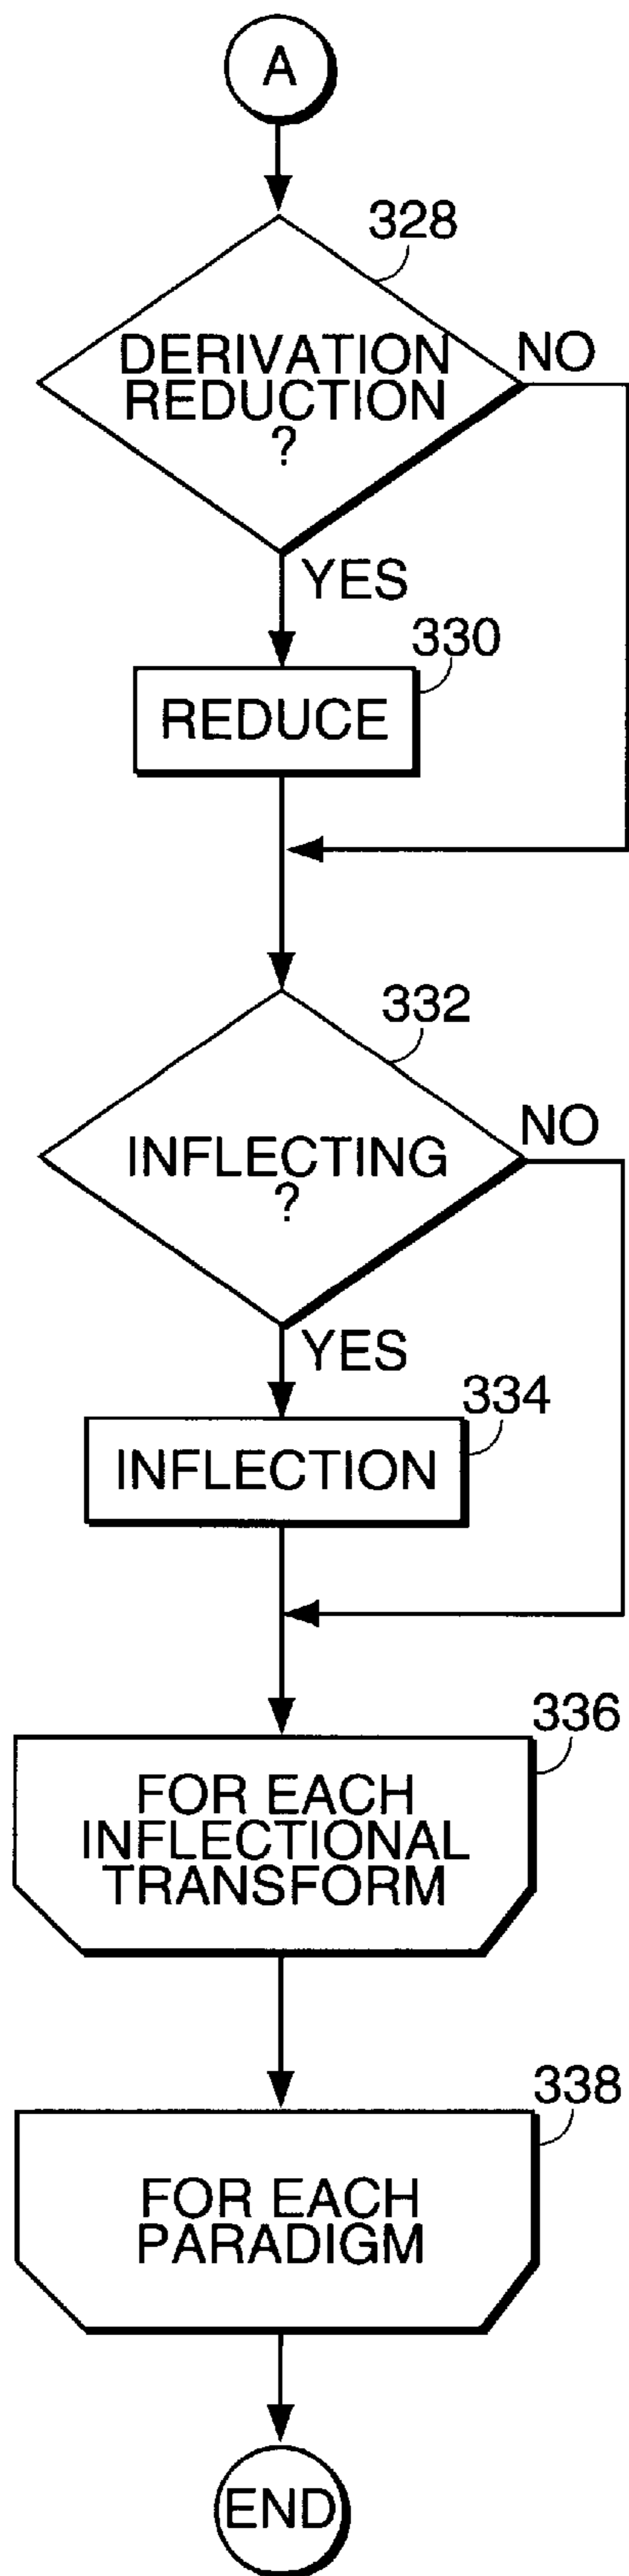 A
328
DERIVATION
REDUCTION
?
NO
YES
330
REDUCE
332
INFLECTING
?
NO
YES
334
INFLECTION
336
FOR EACH
INFLECTIONAL
TRANSFORM
338
FOR EACH
PARADIGM
END